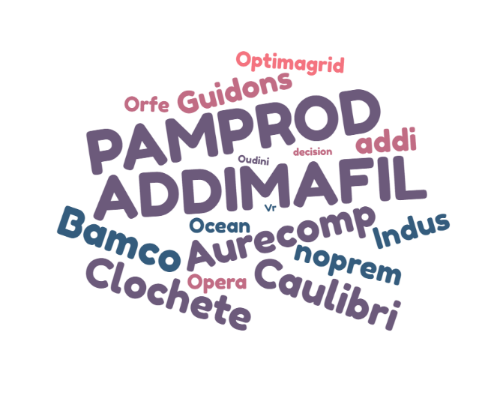 Optimagrid
Guidons
Orfe
PAMPROD
addi
decision
Oudini
ADDIMAFIL
Vr
Ocean
Bamco
Aurecomp
Indus
noprem
Opera
Clochete
Caulibri